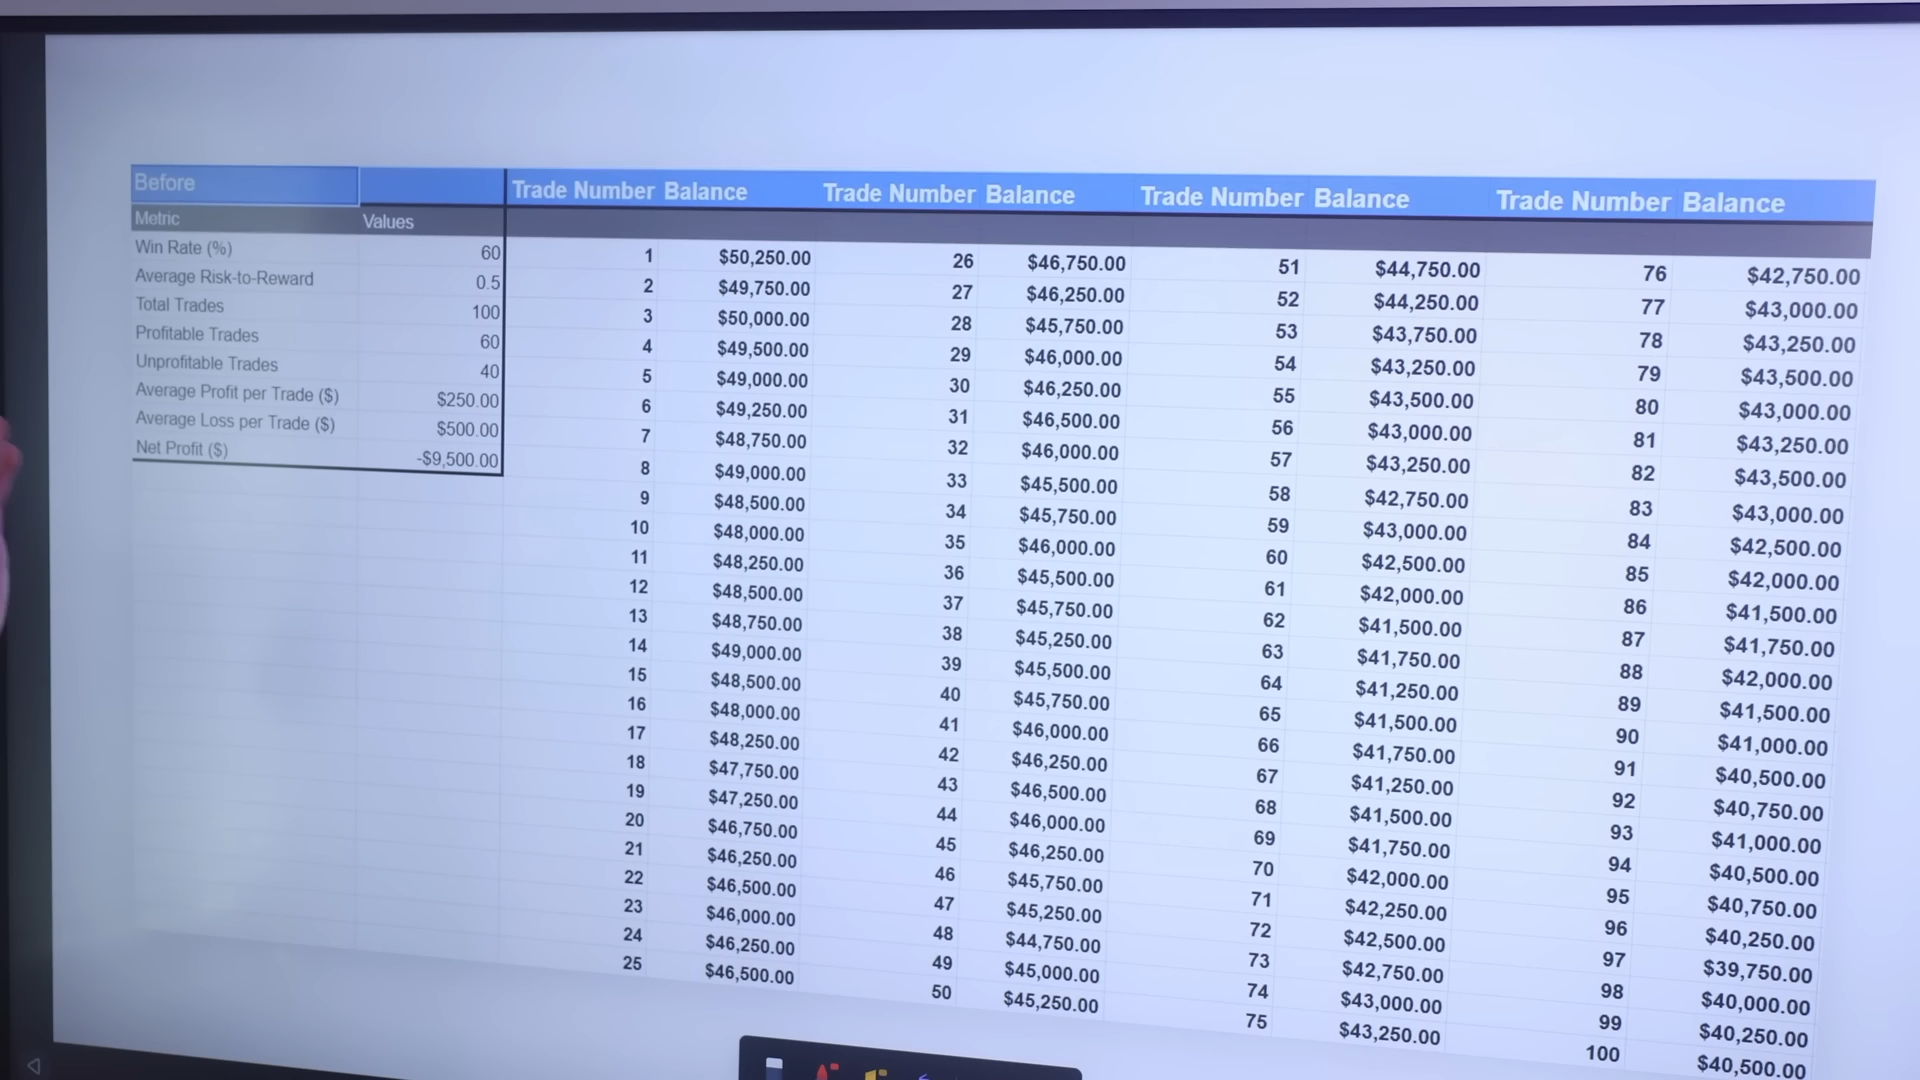 Before
Trade Number Balance Trade Number Balance Trade Number Balance Trade Number Balance
Metric Values
Win Rate (%) 60 1 $50,250.00 26 $46,750.00 51 $44,750.00 76 $42,750.00
Average Risk-to-Reward 0.5 2 $49,750.00 27 $46,250.00 52 $44,250.00 77 $43,000.00
Total Trades 100 3 $50,000.00 28 $45,750.00 53 $43,750.00 78 $43,250.00
Profitable Trades 60 4 $49,500.00 29 $46,000.00 54 $43,250.00 79 $43,500.00
Unprofitable Trades 40 5 $49,000.00 30 $46,250.00 55 $43,500.00 80 $43,000.00
Average Profit per Trade ($) $250.00 6 $49,250.00 31 $46,500.00 56 $43,000.00 81 $43,250.00
Average Loss per Trade ($) $500.00 7 $48,750.00 32 $46,000.00 57 $43,250.00 82 $43,500.00
Net Profit ($) -$9,500.00 8 $49,000.00 33 $45,500.00 58 $42,750.00 83 $43,000.00
9 $48,500.00 34 $45,750.00 59 $43,000.00 84 $42,500.00
10 $48,000.00 35 $46,000.00 60 $42,500.00 85 $42,000.00
11 $48,250.00 36 $45,500.00 61 $42,000.00 86 $41,500.00
12 $48,500.00 37 $45,750.00 62 $41,500.00 87 $41,750.00
13 $48,750.00 38 $45,250.00 63 $41,750.00 88 $42,000.00
14 $49,000.00 39 $45,500.00 64 $41,250.00 89 $41,500.00
15 $48,500.00 40 $45,750.00 65 $41,500.00 90 $41,000.00
16 $48,000.00 41 $46,000.00 66 $41,750.00 91 $40,500.00
17 $48,250.00 42 $46,250.00 67 $41,250.00 92 $40,750.00
18 $47,750.00 43 $46,500.00 68 $41,500.00 93 $41,000.00
19 $47,250.00 44 $46,000.00 69 $41,750.00 94 $40,500.00
20 $46,750.00 45 $46,250.00 70 $42,000.00 95 $40,750.00
21 $46,250.00 46 $45,750.00 71 $42,250.00 96 $40,250.00
22 $46,500.00 47 $45,250.00 72 $42,500.00 97 $39,750.00
23 $46,000.00 48 $44,750.00 73 $42,750.00 98 $40,000.00
24 $46,250.00 49 $45,000.00 74 $43,000.00 99 $40,250.00
25 $46,500.00 50 $45,250.00 75 $43,250.00 100 $40,500.00